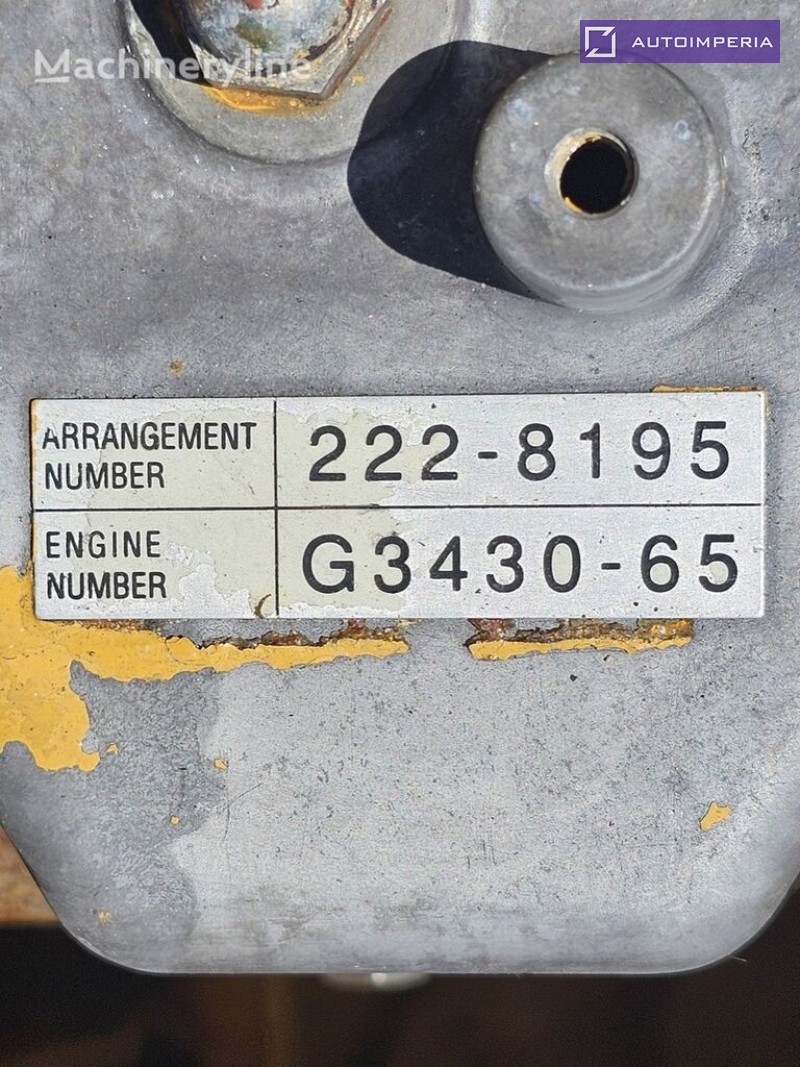 Machineryline
AUTOIMPERIA
ARRANGEMENT NUMBER 222-8195
ENGINE NUMBER G3430-65